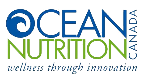 OCEAN
NUTRITION
CANADA
wellness through innovation